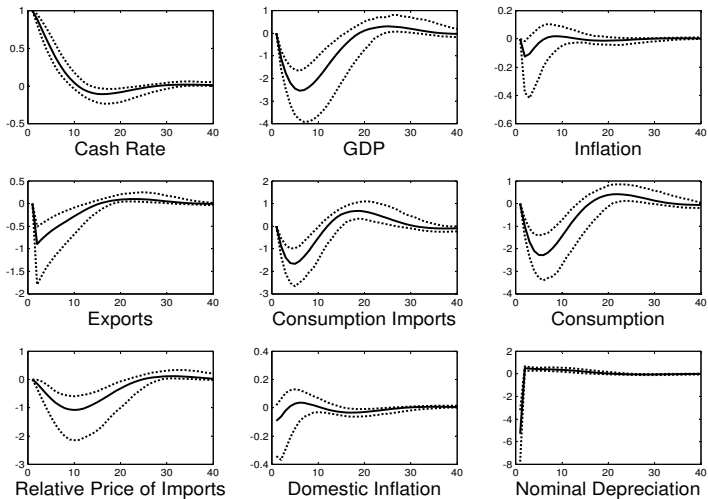 1
0.5
0
-0.5
0 10 20 30 40
Cash Rate
1
0
-1
-2
-3
-4
0 10 20 30 40
GDP
0.2
0
-0.2
-0.4
-0.6
0 10 20 30 40
Inflation
0.5
0
-0.5
-1
-1.5
-2
0 10 20 30 40
Exports
2
1
0
-1
-2
-3
0 10 20 30 40
Consumption Imports
1
0
-1
-2
-3
-4
0 10 20 30 40
Consumption
1
0
-1
-2
-3
0 10 20 30 40
Relative Price of Imports
0.4
0.2
0
-0.2
-0.4
0 10 20 30 40
Domestic Inflation
2
0
-2
-4
-6
-8
0 10 20 30 40
Nominal Depreciation